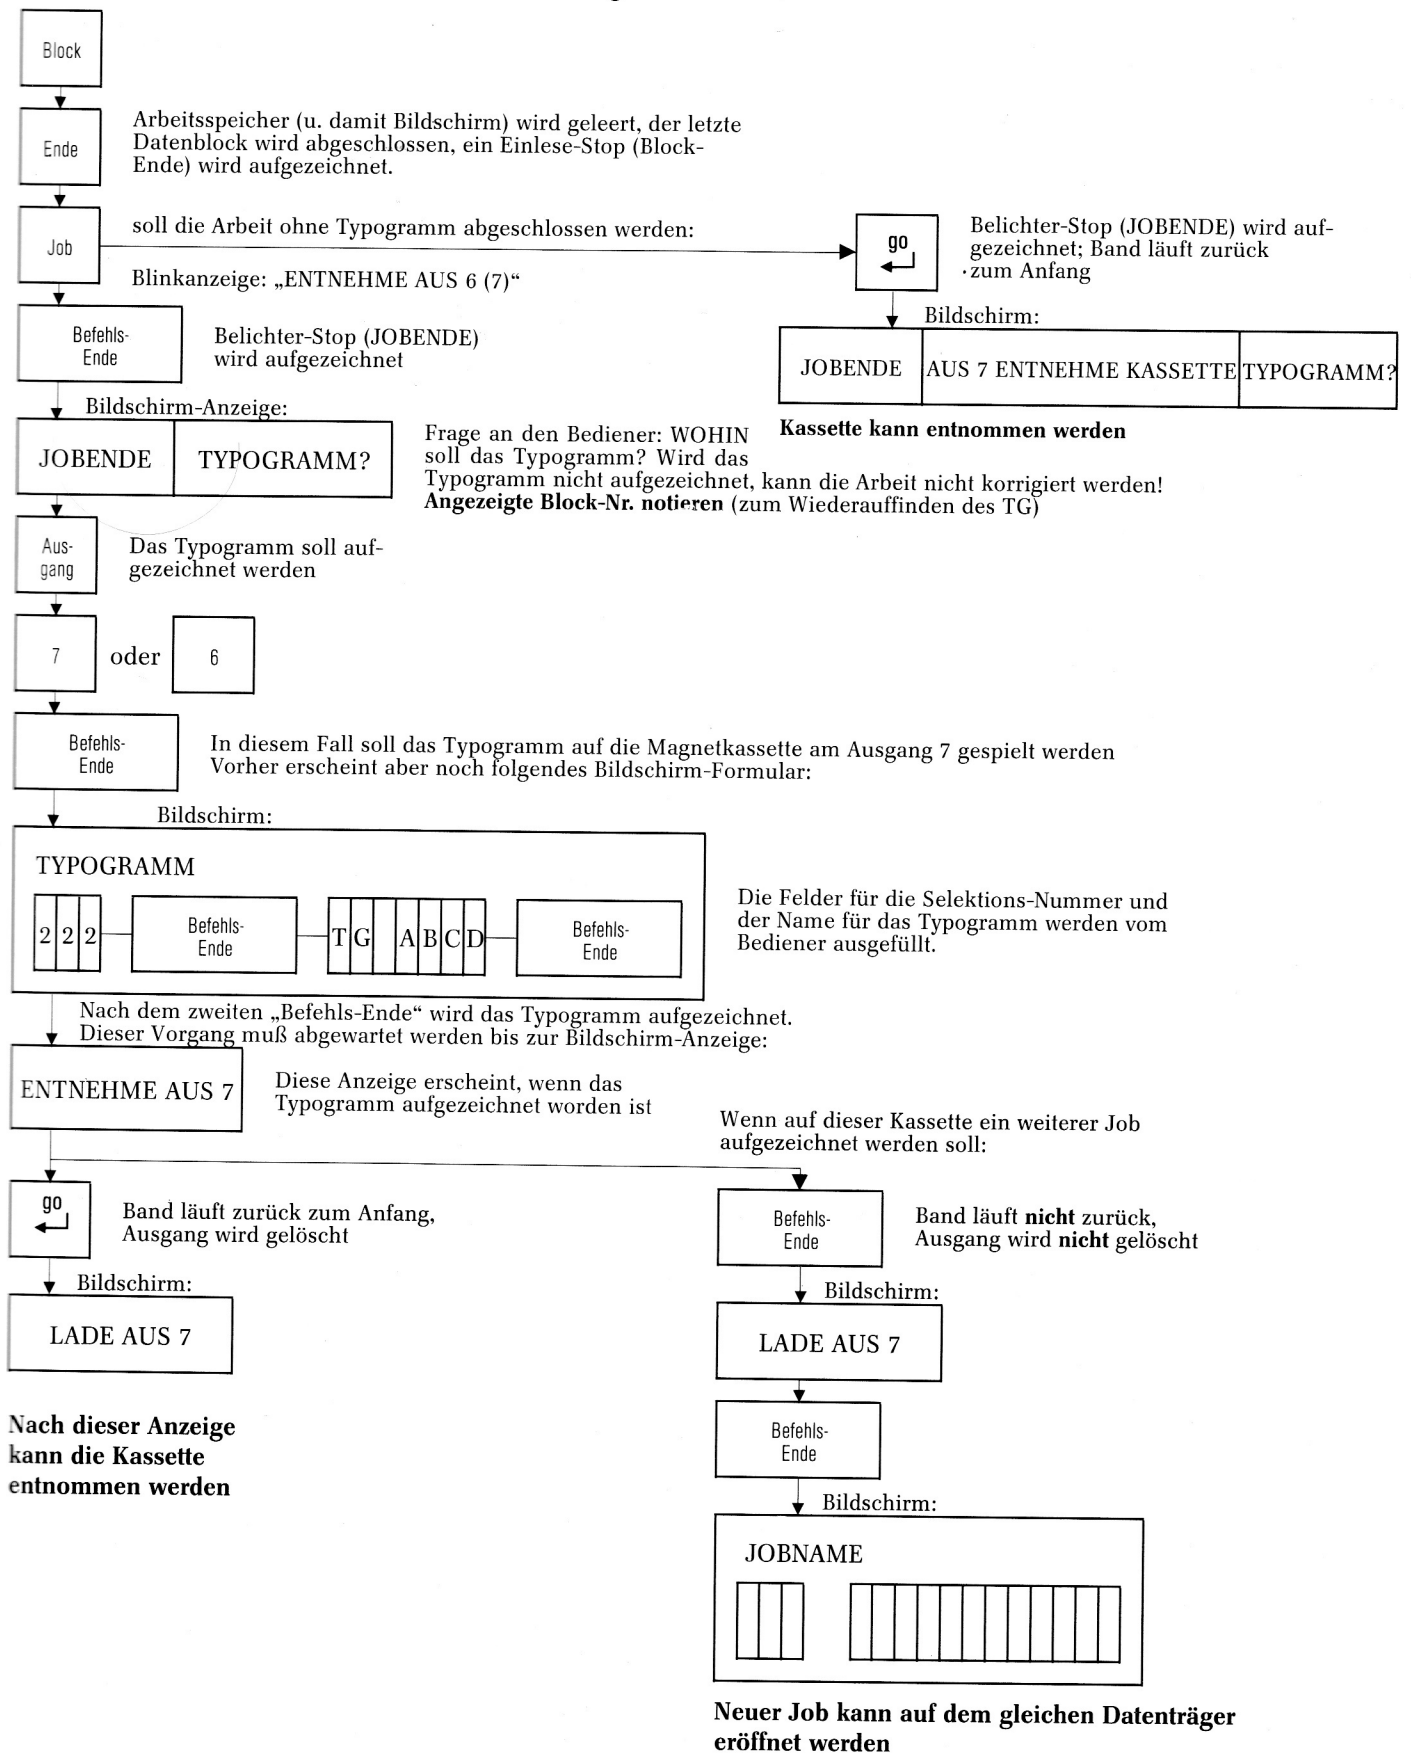 Block
Ende
Arbeitsspeicher (u. damit Bildschirm) wird geleert, der letzte
Datenblock wird abgeschlossen, ein Einlese-Stop (Block-
Ende) wird aufgezeichnet.
Job
soll die Arbeit ohne Typogramm abgeschlossen werden:
Blinkanzeige: „ENTNEHME AUS 6 (7)“
go
Belichter-Stop (JOBENDE) wird auf-
gezeichnet; Band läuft zurück
zum Anfang
Bildschirm:
JOBENDE AUS 7 ENTNEHME KASSETTE TYPOGRAMM?
Kassette kann entnommen werden
Befehls-
Ende
Belichter-Stop (JOBENDE)
wird aufgezeichnet
Bildschirm-Anzeige:
JOBENDE TYPOGRAMM?
Frage an den Bediener: WOHIN
soll das Typogramm? Wird das
Typogramm nicht aufgezeichnet, kann die Arbeit nicht korrigiert werden!
Angezeigte Block-Nr. notieren (zum Wiederauffinden des TG)
Aus-
gang
Das Typogramm soll auf-
gezeichnet werden
7 oder 6
Befehls-
Ende
In diesem Fall soll das Typogramm auf die Magnetkassette am Ausgang 7 gespielt werden
Vorher erscheint aber noch folgendes Bildschirm-Formular:
Bildschirm:
TYPOGRAMM
2 2 2
Befehls-
Ende
T G A B C D
Befehls-
Ende
Die Felder für die Selektions-Nummer und
der Name für das Typogramm werden vom
Bediener ausgefüllt.
Nach dem zweiten „Befehls-Ende“ wird das Typogramm aufgezeichnet.
Dieser Vorgang muß abgewartet werden bis zur Bildschirm-Anzeige:
ENTNEHME AUS 7
Diese Anzeige erscheint, wenn das
Typogramm aufgezeichnet worden ist
go
Band läuft zurück zum Anfang,
Ausgang wird gelöscht
Bildschirm:
LADE AUS 7
Nach dieser Anzeige
kann die Kassette
entnommen werden
Wenn auf dieser Kassette ein weiterer Job
aufgezeichnet werden soll:
Befehls-
Ende
Band läuft nicht zurück,
Ausgang wird nicht gelöscht
Bildschirm:
LADE AUS 7
Befehls-
Ende
Bildschirm:
JOBNAME
Neuer Job kann auf dem gleichen Datenträger
eröffnet werden